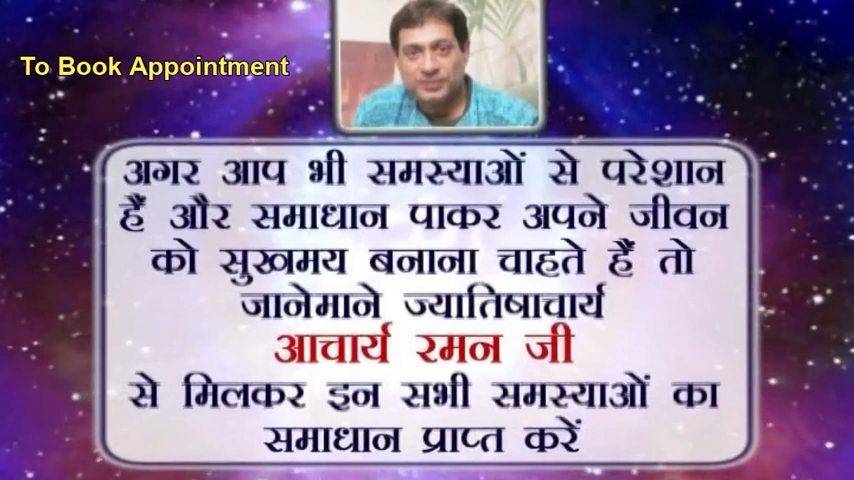 To Book Appointment
अगर आप भी समस्याओं से परेशान
हैं और समाधान पाकर अपने जीवन
को सुखमय बनाना चाहते हैं तो
जानेमाने ज्यातिषाचार्य
आचार्य रमन जी
से मिलकर इन सभी समस्याओं का
समाधान प्राप्त करें